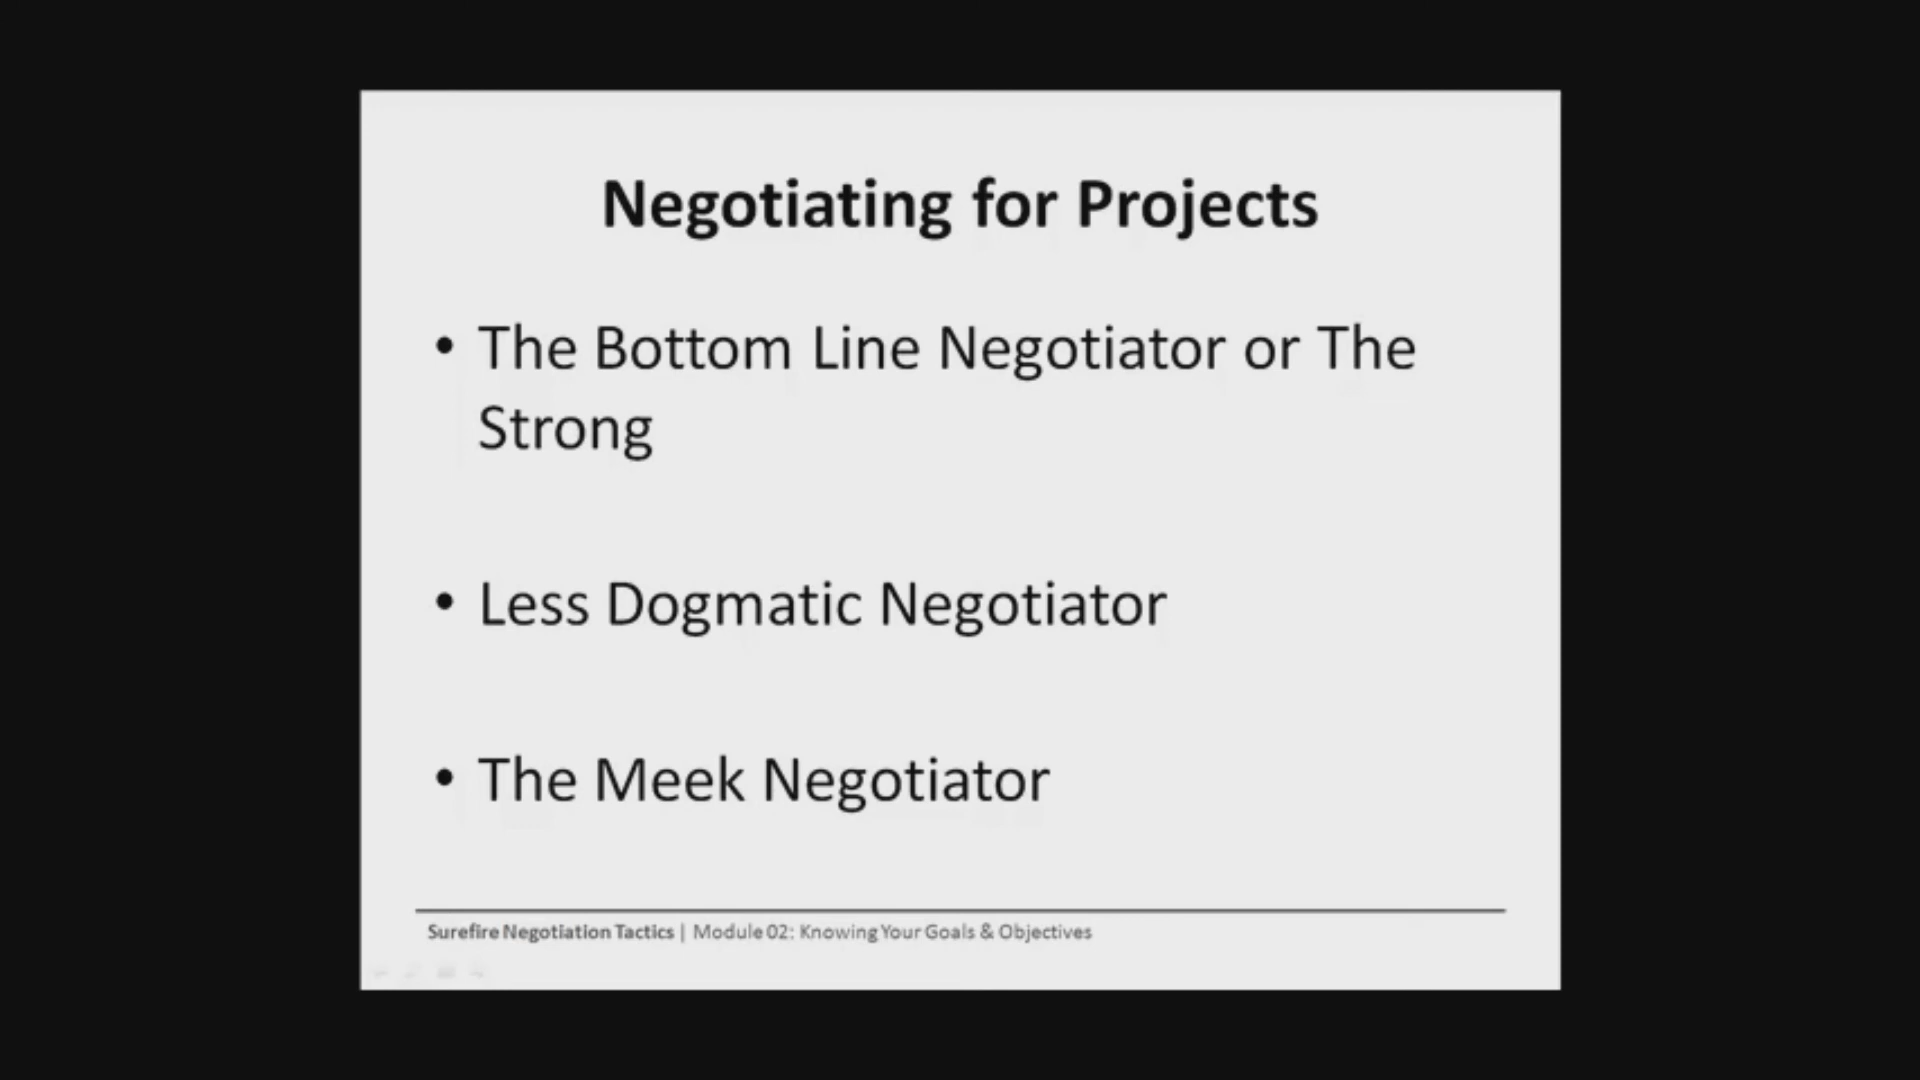 Negotiating for Projects
• The Bottom Line Negotiator or The
Strong
• Less Dogmatic Negotiator
• The Meek Negotiator
Surefire Negotiation Tactics | Module 02: Knowing Your Goals & Objectives